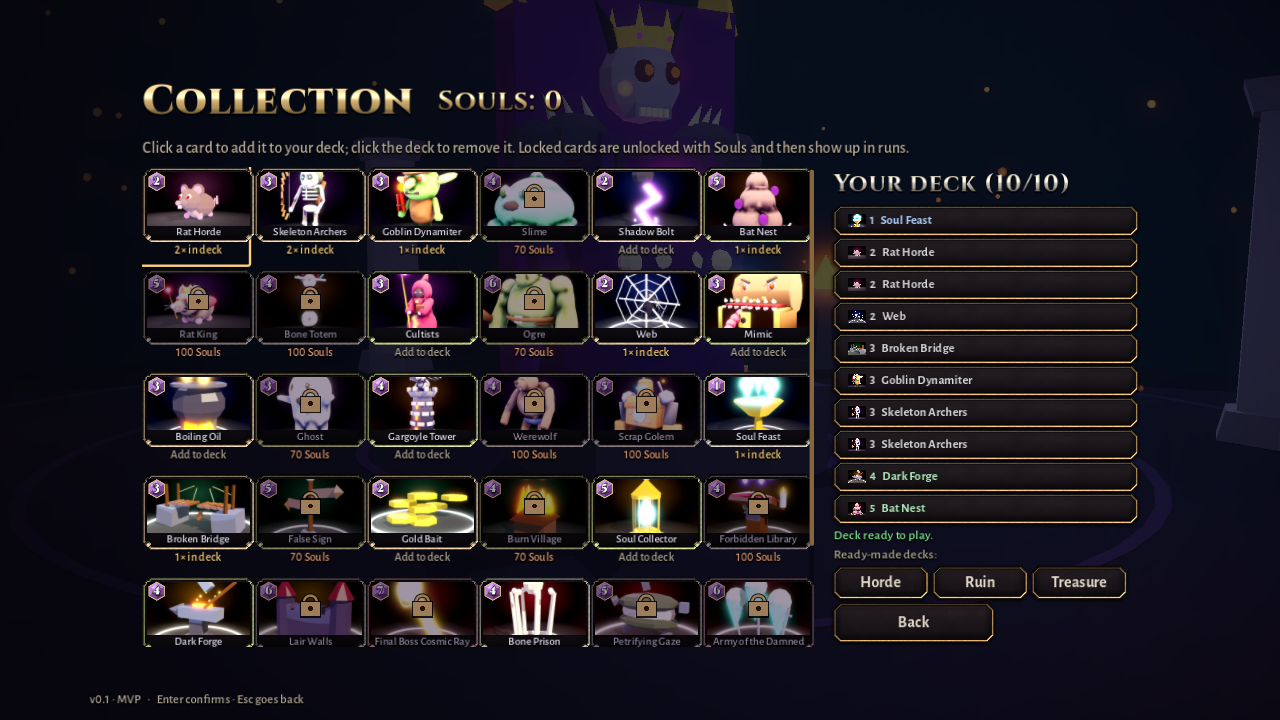 COLLECTION SOULS: 0
Click a card to add it to your deck; click the deck to remove it. Locked cards are unlocked with Souls and then show up in runs.
2 3 3 4 2 5
Rat Horde Skeleton Archers Goblin Dynamiter Slime Shadow Bolt Bat Nest
2× in deck 2× in deck 1× in deck 70 Souls Add to deck 1× in deck
5 4 3 6 2 3
Rat King Bone Totem Cultists Ogre Web Mimic
100 Souls 100 Souls Add to deck 70 Souls 1× in deck Add to deck
3 3 4 4 5 1
Boiling Oil Ghost Gargoyle Tower Werewolf Scrap Golem Soul Feast
Add to deck 70 Souls Add to deck 100 Souls 100 Souls 1× in deck
3 5 2 4 5 4
Broken Bridge False Sign Gold Bait Burn Village Soul Collector Forbidden Library
1× in deck 70 Souls Add to deck 70 Souls Add to deck 100 Souls
4 6 7 4 5 6
Dark Forge Lair Walls Final Boss Cosmic Ray Bone Prison Petrifying Gaze Army of the Damned
YOUR DECK (10/10)
1 Soul Feast
2 Rat Horde
2 Rat Horde
2 Web
3 Broken Bridge
3 Goblin Dynamiter
3 Skeleton Archers
3 Skeleton Archers
4 Dark Forge
5 Bat Nest
Deck ready to play.
Ready-made decks:
Horde Ruin Treasure
Back
v0.1 · MVP · Enter confirms · Esc goes back